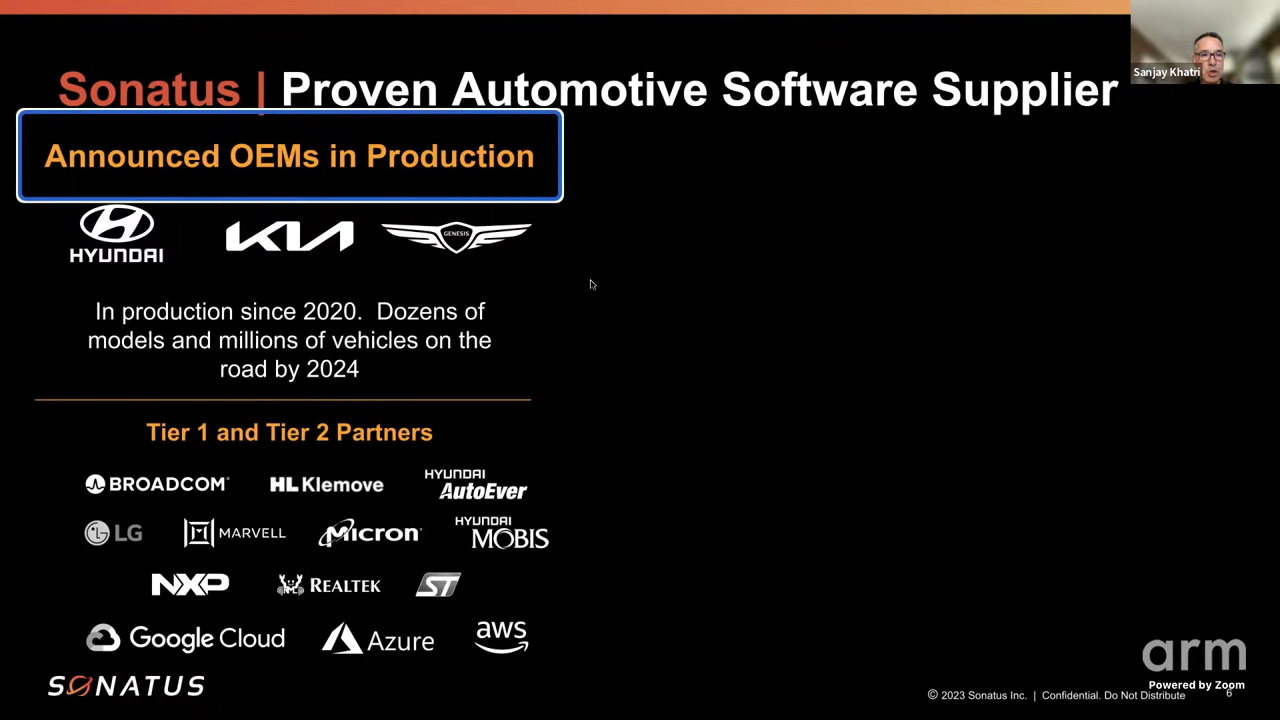 Sanjay Khatri
Sonatus | Proven Automotive Software Supplier
Announced OEMs in Production
HYUNDAI
KIA
GENESIS
In production since 2020. Dozens of
models and millions of vehicles on the
road by 2024
Tier 1 and Tier 2 Partners
BROADCOM
HL Klemove
HYUNDAI AutoEver
LG
MARVELL
Micron
HYUNDAI MOBIS
NXP
REALTEK
ST
Google Cloud
Azure
aws
SONATUS
arm
Powered by Zoom
© 2023 Sonatus Inc. | Confidential. Do Not Distribute
6